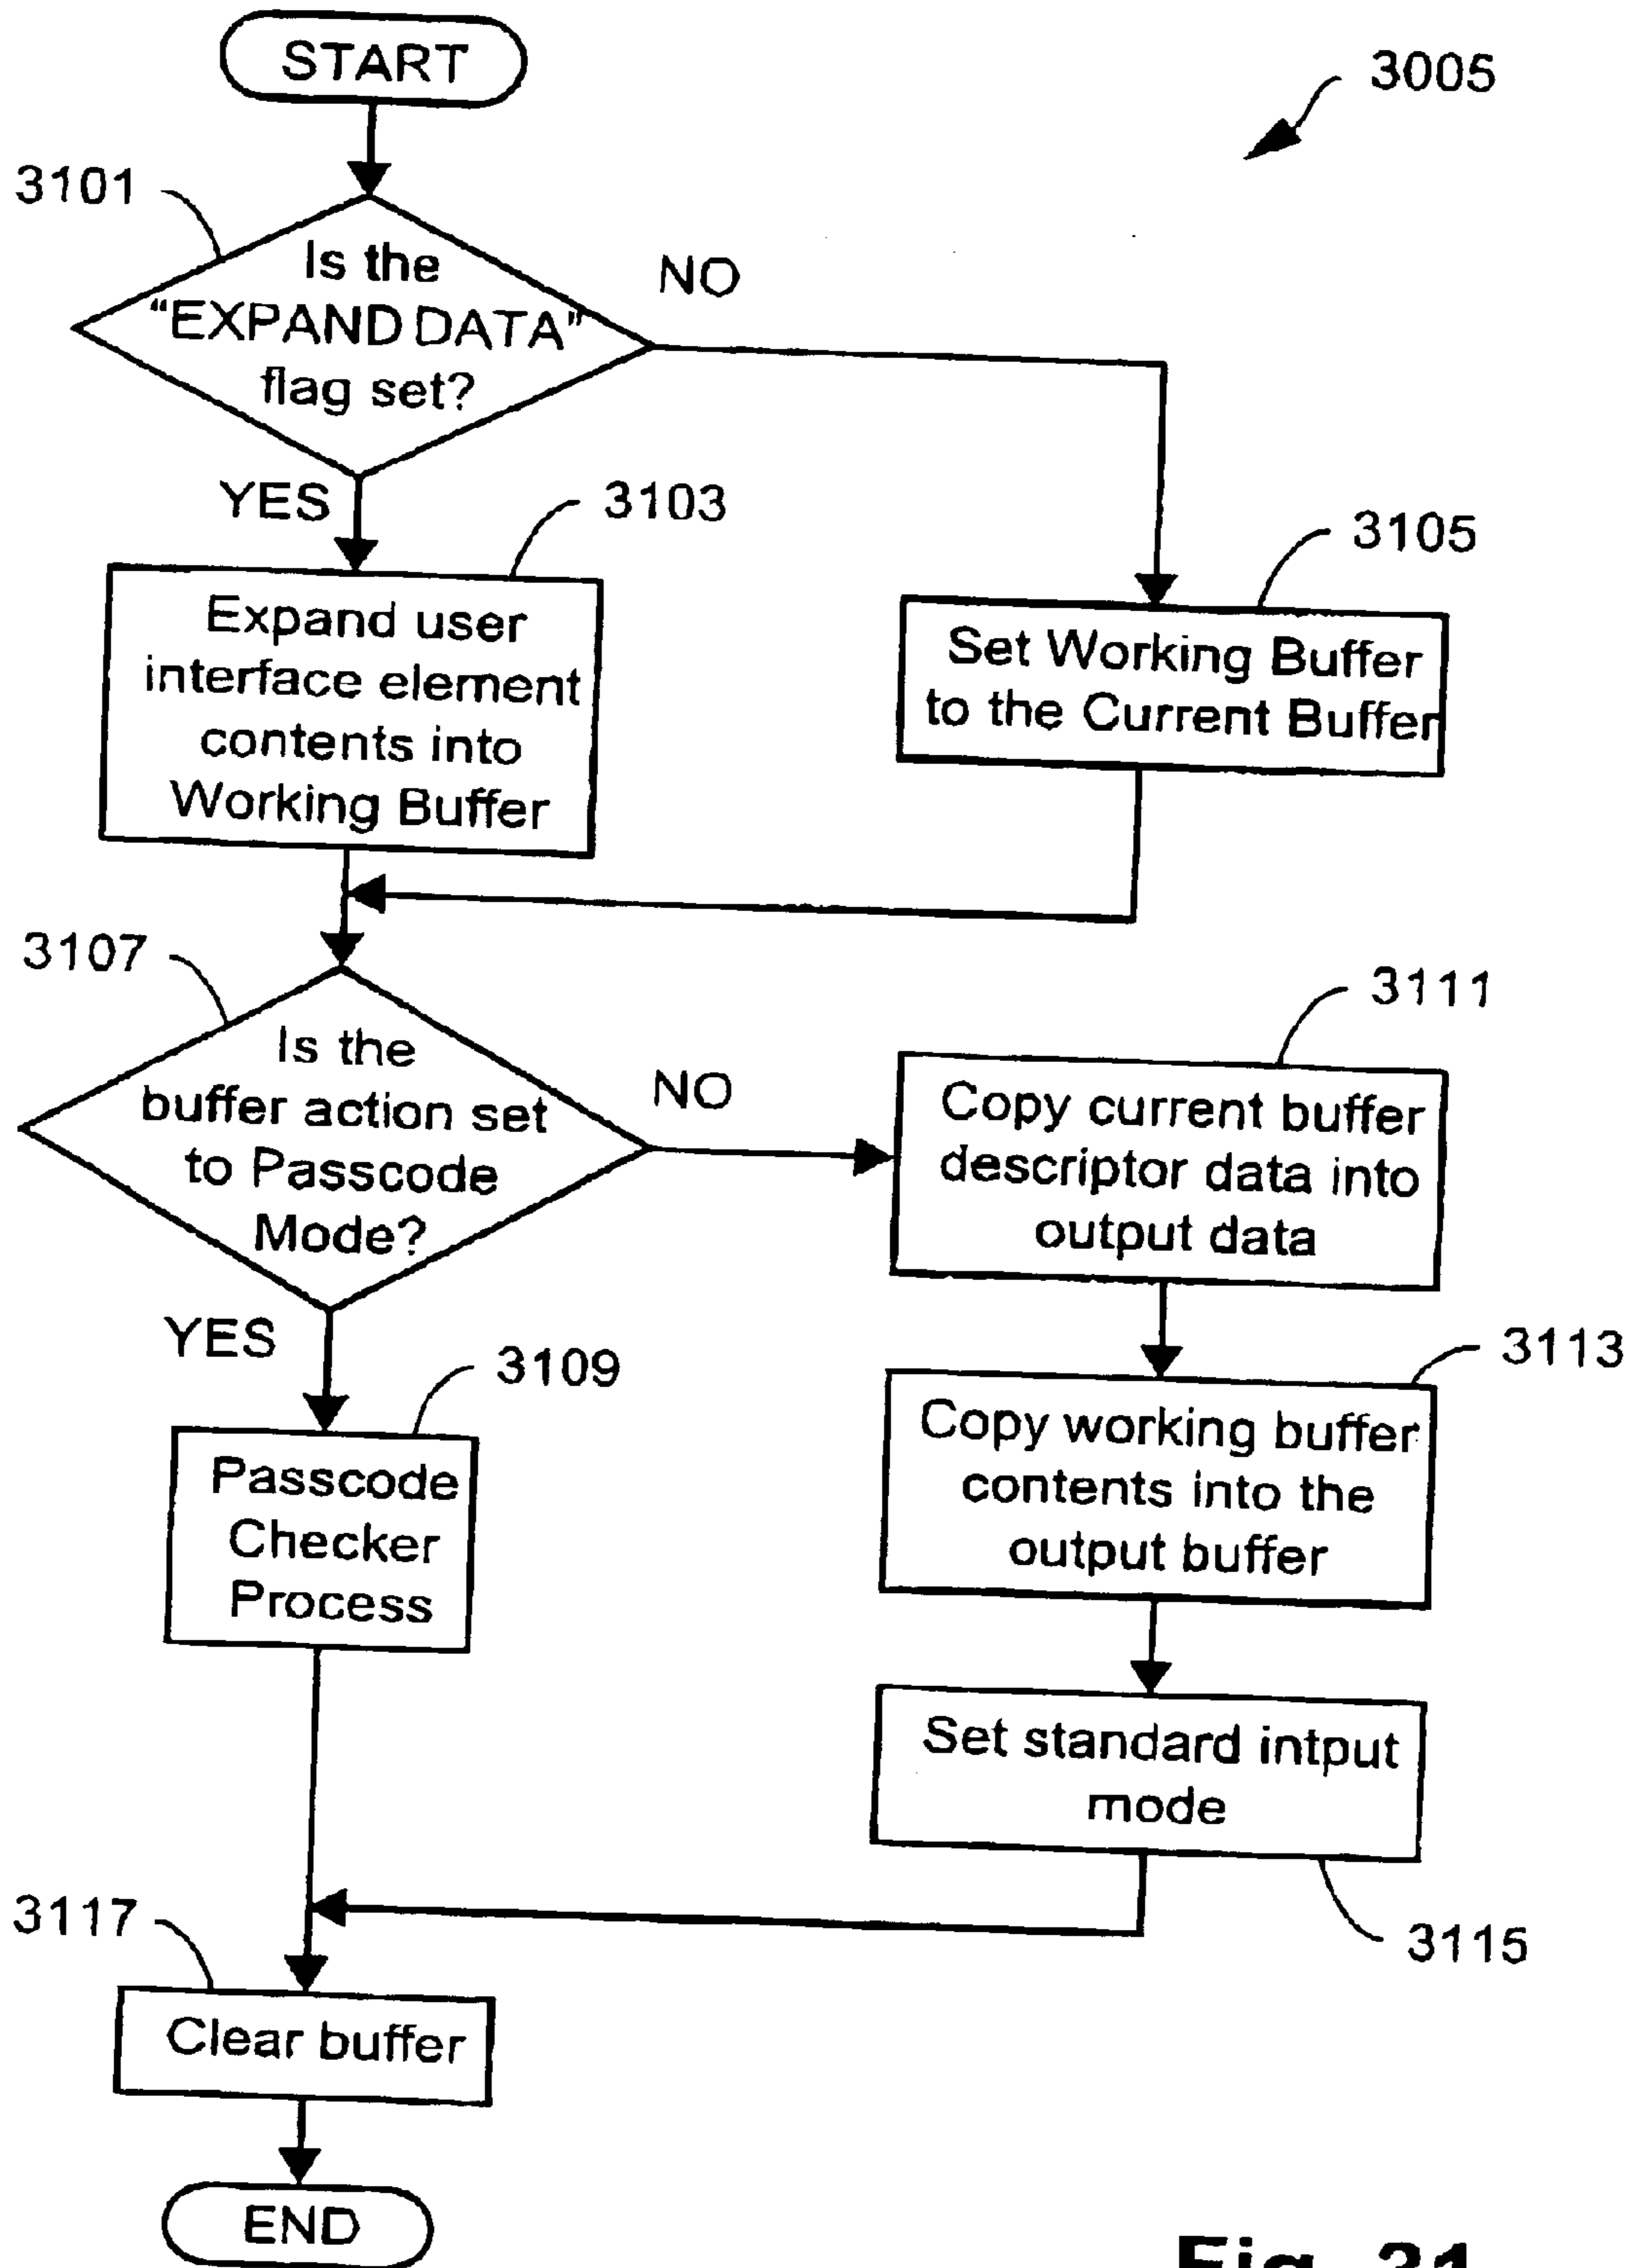 START
3005
3101
Is the
"EXPAND DATA"
flag set?
NO
YES
3103
Expand user
interface element
contents into
Working Buffer
3105
Set Working Buffer
to the Current Buffer
3107
Is the
buffer action set
to Passcode
Mode?
NO
YES
3111
Copy current buffer
descriptor data into
output data
3109
Passcode
Checker
Process
3113
Copy working buffer
contents into the
output buffer
Set standard intput
mode
3115
3117
Clear buffer
END
Fig. 31